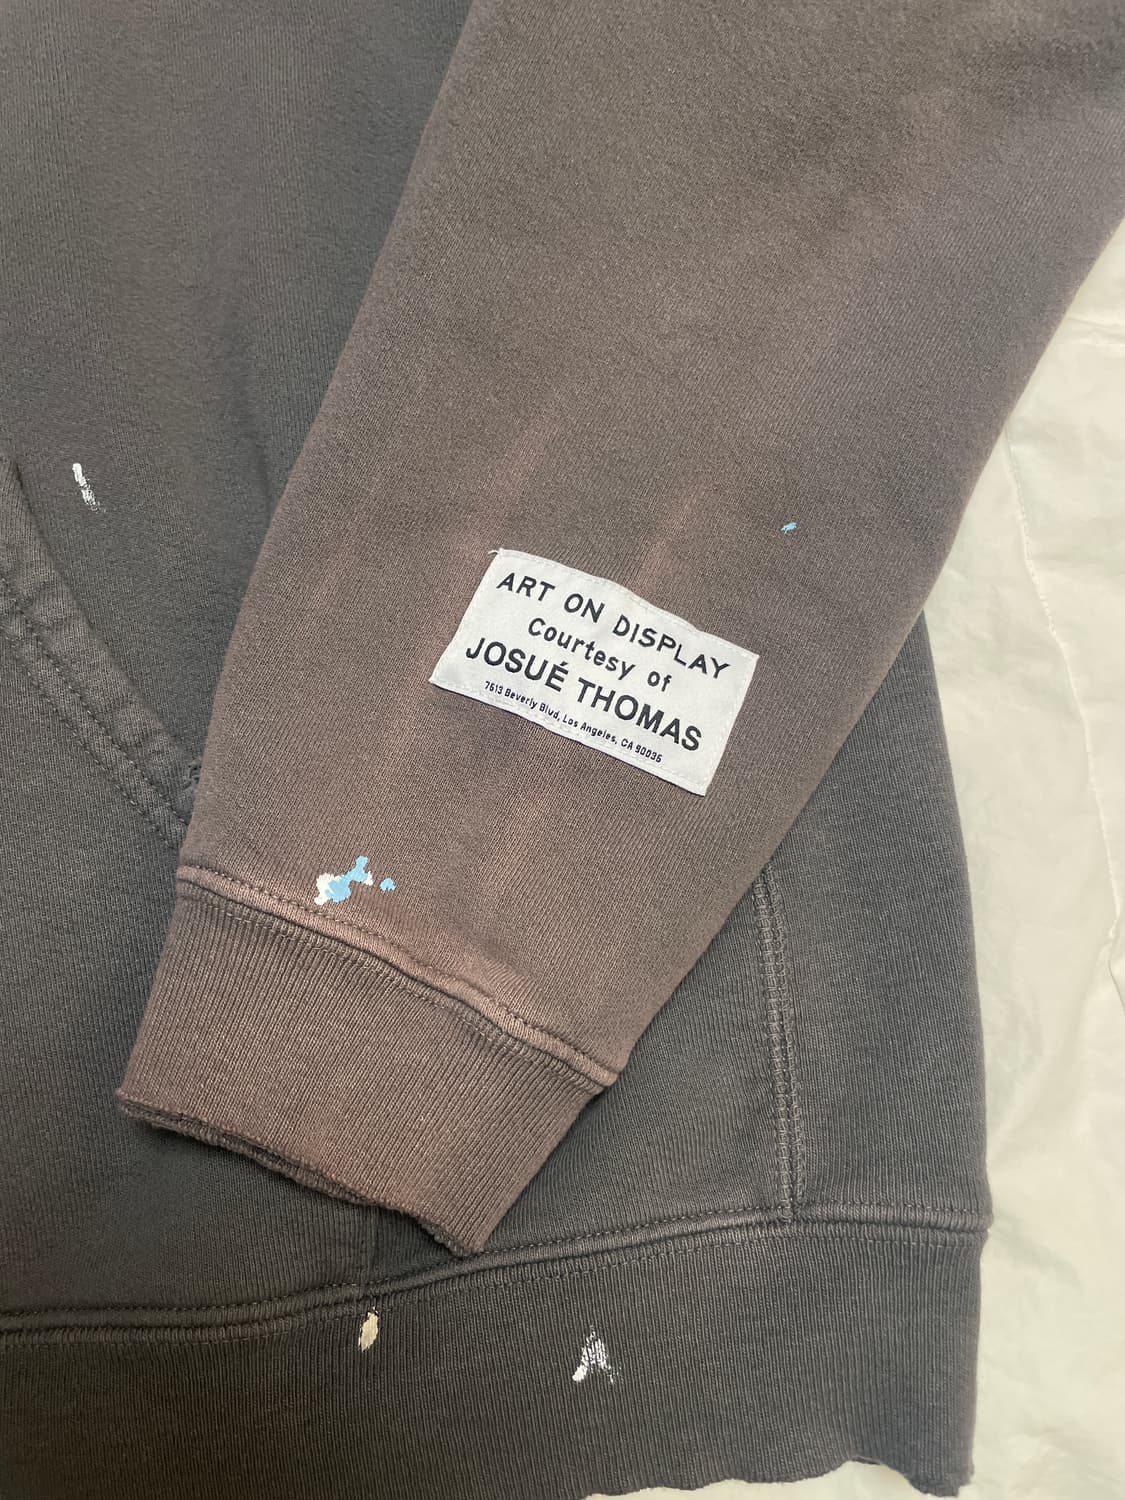 ART ON DISPLAY
Courtesy of
JOSUÉ THOMAS
7613 Beverly Blvd, Los Angeles, CA 90036